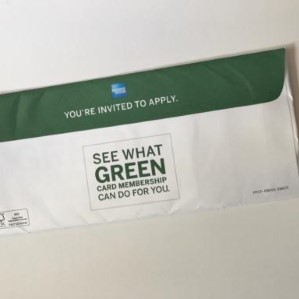 YOU'RE INVITED TO APPLY.
SEE WHAT
GREEN
CARD MEMBERSHIP
CAN DO FOR YOU.